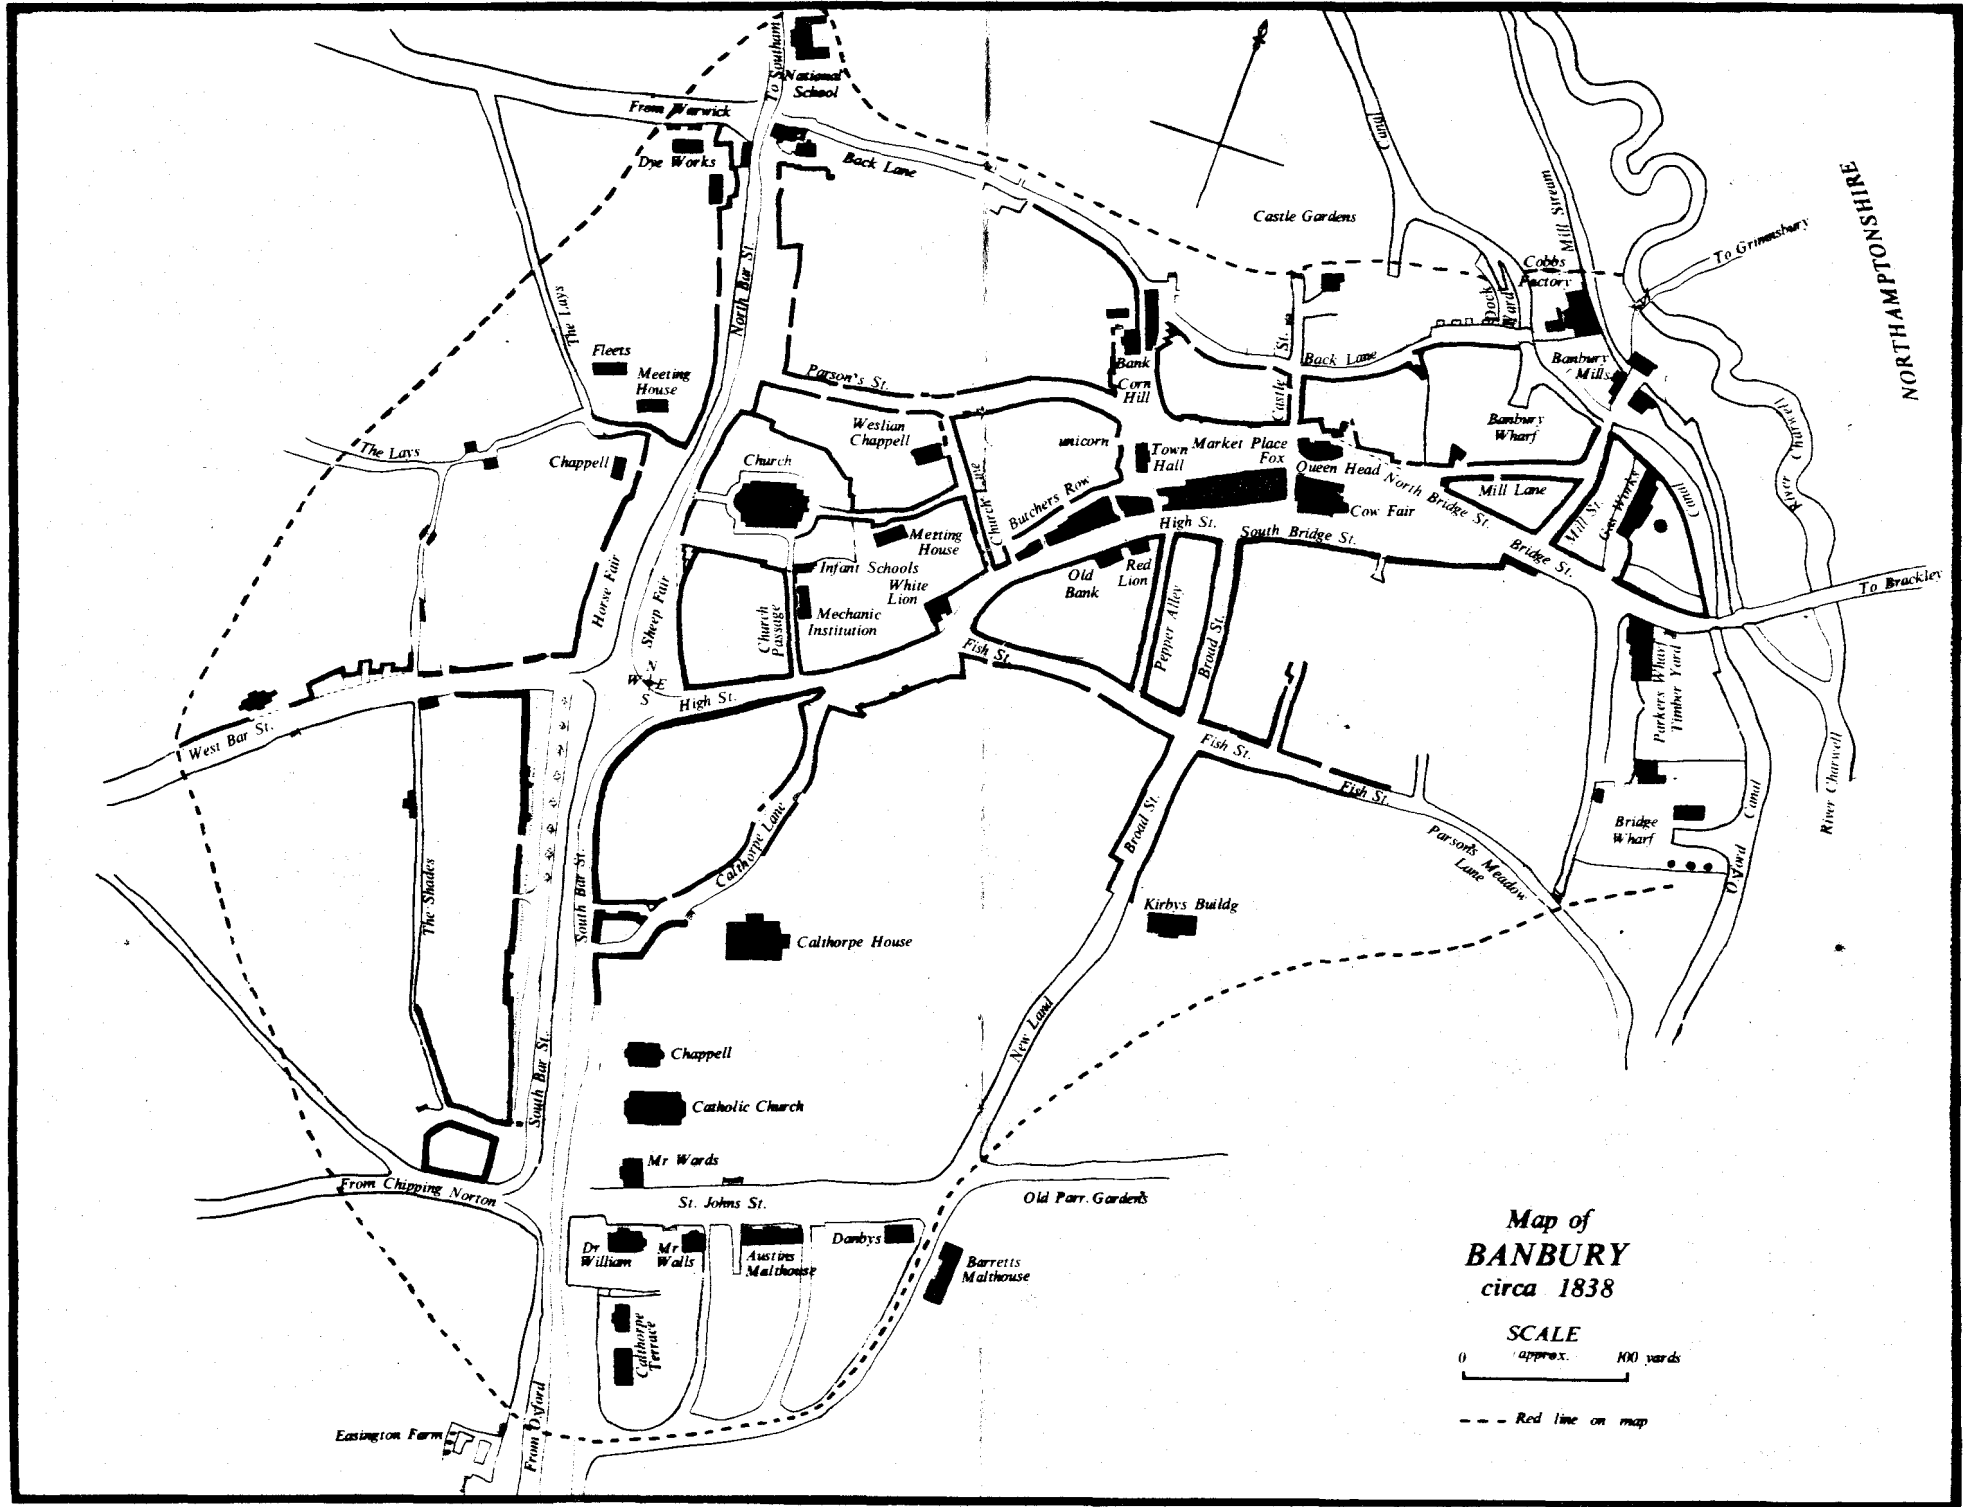 To Southam
National
School
From Warwick
Dye Works
Back Lane
Canal
Mill Stream
Castle Gardens
To Grimsbury
NORTHAMPTONSHIRE
Cobbs
Factory
Dock
Yard
The Lays
North Bar St.
Fleets
Meeting
House
Parson's St.
Bank
Corn
Hill
Castle St.
Back Lane
Banbury
Mills
Banbury
Wharf
River Charwell
The Lays
Chappell
Church
Weslian
Chappell
Church Lane
unicorn
Butchers Row
Town
Hall
Market Place
Fox
Queen Head
North Bridge St.
Mill Lane
Mill St.
Gas Works
Canal
Cow Fair
High St.
South Bridge St.
Bridge St.
To Brackley
Meeting
House
Infant Schools
White
Lion
Mechanic
Institution
Church
Passage
Old
Bank
Red
Lion
Pepper Alley
Broad St.
Horse Fair
Sheep Fair
N
W E
S
High St.
Fish St.
West Bar St.
Fish St.
Fish St.
Parkers Wharf
Timber Yard
River Charwell
Canal
Oxford
Bridge
Wharf
Parson's Meadow
Lane
Broad St.
Calthorpe Lane
The Shades
South Bar St.
Calthorpe House
Kirbys Buildg
New Land
South Bar St.
Chappell
Catholic Church
Mr Wards
From Chipping Norton
St. Johns St.
Old Parr. Gardens
Dr
William
Mr
Walls
Austins
Malthouse
Danbys
Barretts
Malthouse
Calthorpe
Terrace
Easington Farm
From Oxford
Map of
BANBURY
circa 1838
SCALE
0 approx. 100 yards
Red line on map